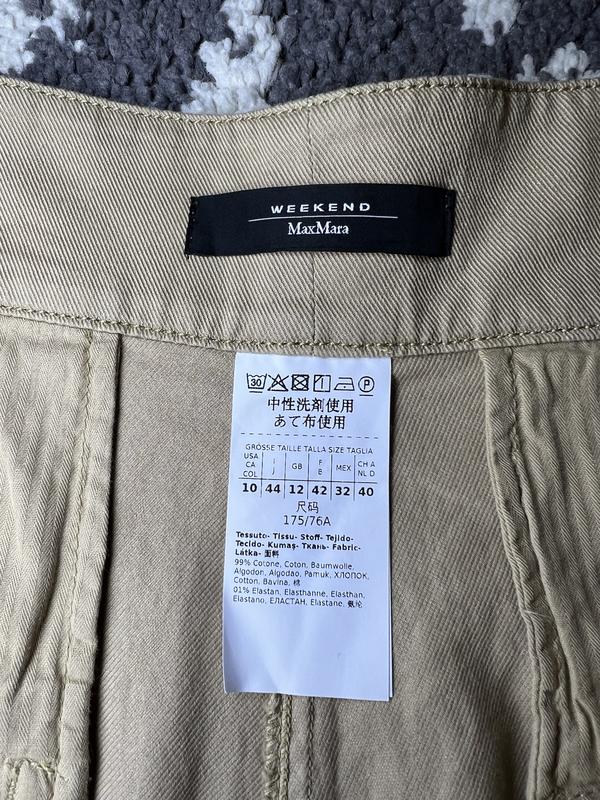 WEEKEND
MaxMara
30 P
中性洗剤使用
あて布使用
GRÖSSE TAILLE TALLA SIZE TAGLIA
USA CA COL I J GB F B MEX CH A NL D
10 44 12 42 32 40
尺码
175/76A
Tessuto- Tissu- Stoff- Tejido-
Tecido- Kumaş- Ткань- Fabric-
Látka- 面料
99% Cotone, Coton, Baumwolle,
Algodon, Algodão, Pamuk, ХЛОПОК,
Cotton, Bavlna, 棉
01% Elastan, Elasthanne, Elasthan,
Elastano, ЕЛАСТАН, Elastane, 氨纶